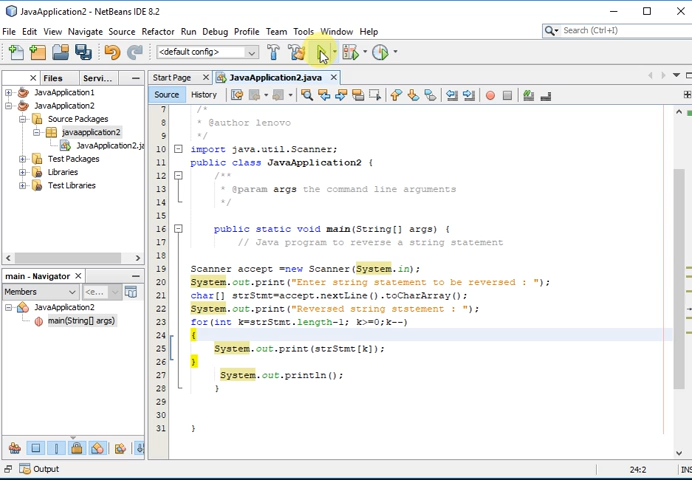 JavaApplication2 - NetBeans IDE 8.2
File Edit View Navigate Source Refactor Run Debug Profile Team Tools Window Help
Search (Ctrl+I)
<default config>
Files Servi...
Start Page JavaApplication2.java
JavaApplication1
JavaApplication2
Source Packages
javaapplication2
JavaApplication2.ja
Test Packages
Libraries
Test Libraries
main - Navigator
Members <e...
JavaApplication2
main(String[] args)
Source History
7 /*
8 * @author lenovo
9 */
10 import java.util.Scanner;
11 public class JavaApplication2 {
12 /**
13 * @param args the command line arguments
14 */
15
16 public static void main(String[] args) {
17 // Java program to reverse a string statement
18
19 Scanner accept =new Scanner(System.in);
20 System.out.print("Enter string statement to be reversed : ");
21 char[] strStmt=accept.nextLine().toCharArray();
22 System.out.print("Reversed string ststsement : ");
23 for(int k=strStmt.length-1; k>=0;k--)
24 {
25 System.out.print(strStmt[k]);
26 }
27 System.out.println();
28 }
29
30
31 }
Output
24:2
INS